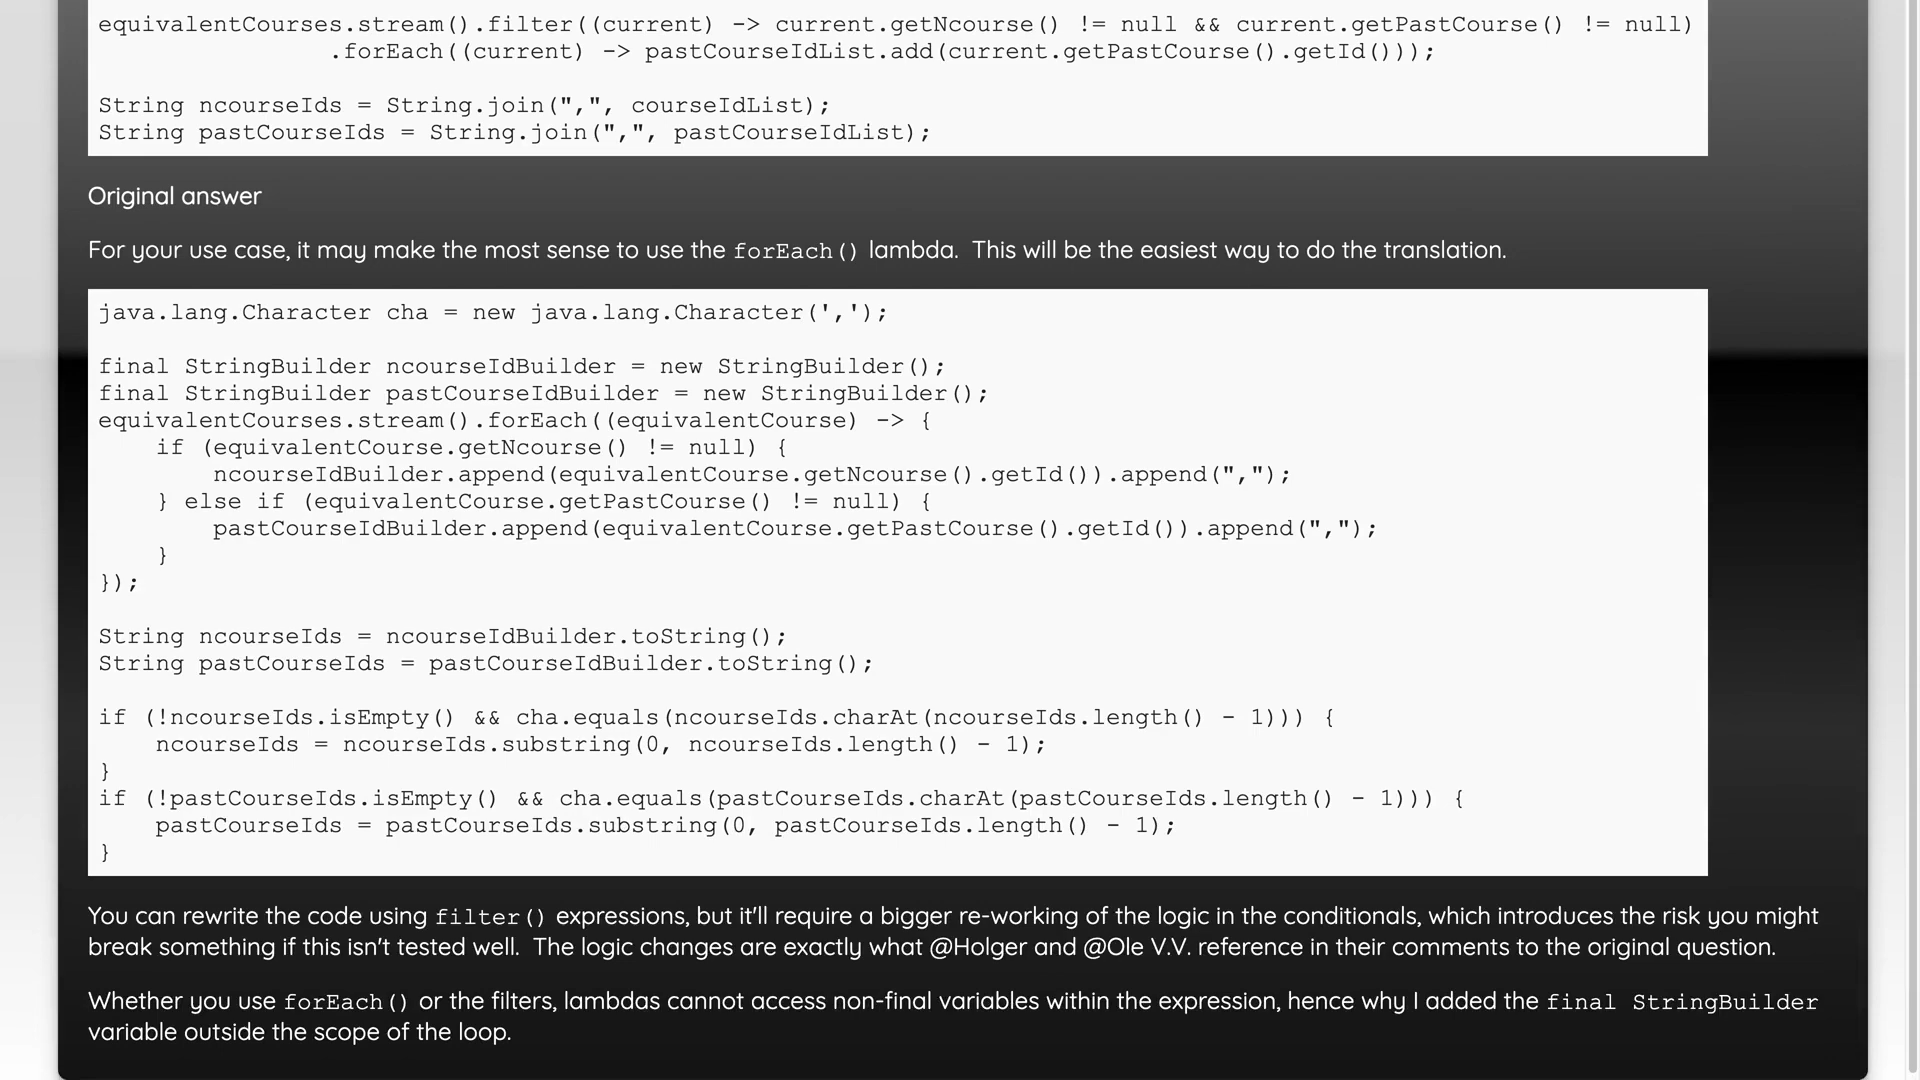 equivalentCourses.stream().filter((current) -> current.getNcourse() != null && current.getPastCourse() != null)
                .forEach((current) -> pastCourseIdList.add(current.getPastCourse().getId()));

String ncourseIds = String.join(",", courseIdList);
String pastCourseIds = String.join(",", pastCourseIdList);

Original answer

For your use case, it may make the most sense to use the forEach() lambda.  This will be the easiest way to do the translation.

java.lang.Character cha = new java.lang.Character(',');

final StringBuilder ncourseIdBuilder = new StringBuilder();
final StringBuilder pastCourseIdBuilder = new StringBuilder();
equivalentCourses.stream().forEach((equivalentCourse) -> {
    if (equivalentCourse.getNcourse() != null) {
        ncourseIdBuilder.append(equivalentCourse.getNcourse().getId()).append(",");
    } else if (equivalentCourse.getPastCourse() != null) {
        pastCourseIdBuilder.append(equivalentCourse.getPastCourse().getId()).append(",");
    }
});

String ncourseIds = ncourseIdBuilder.toString();
String pastCourseIds = pastCourseIdBuilder.toString();

if (!ncourseIds.isEmpty() && cha.equals(ncourseIds.charAt(ncourseIds.length() - 1))) {
    ncourseIds = ncourseIds.substring(0, ncourseIds.length() - 1);
}
if (!pastCourseIds.isEmpty() && cha.equals(pastCourseIds.charAt(pastCourseIds.length() - 1))) {
    pastCourseIds = pastCourseIds.substring(0, pastCourseIds.length() - 1);
}

You can rewrite the code using filter() expressions, but it'll require a bigger re-working of the logic in the conditionals, which introduces the risk you might
break something if this isn't tested well.  The logic changes are exactly what @Holger and @Ole V.V. reference in their comments to the original question.

Whether you use forEach() or the filters, lambdas cannot access non-final variables within the expression, hence why I added the final StringBuilder
variable outside the scope of the loop.